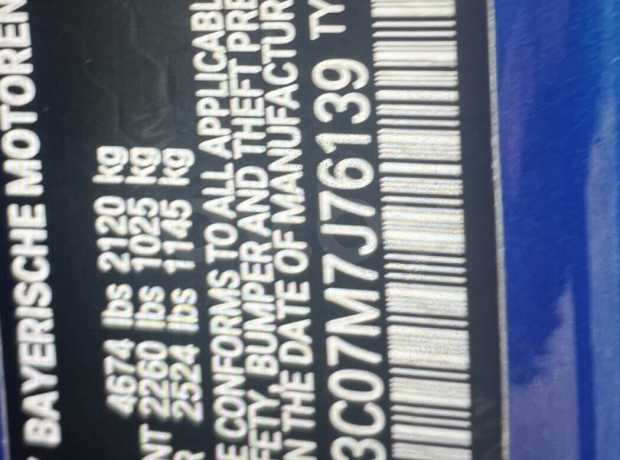 BAYERISCHE MOTOREN
4674 lbs 2120 kg
NT 2260 lbs 1025 kg
R 2524 lbs 1145 kg
E CONFORMS TO ALL APPLICABL
FETY, BUMPER AND THEFT PRE
N THE DATE OF MANUFACTUR
3C07M7J76139 TY